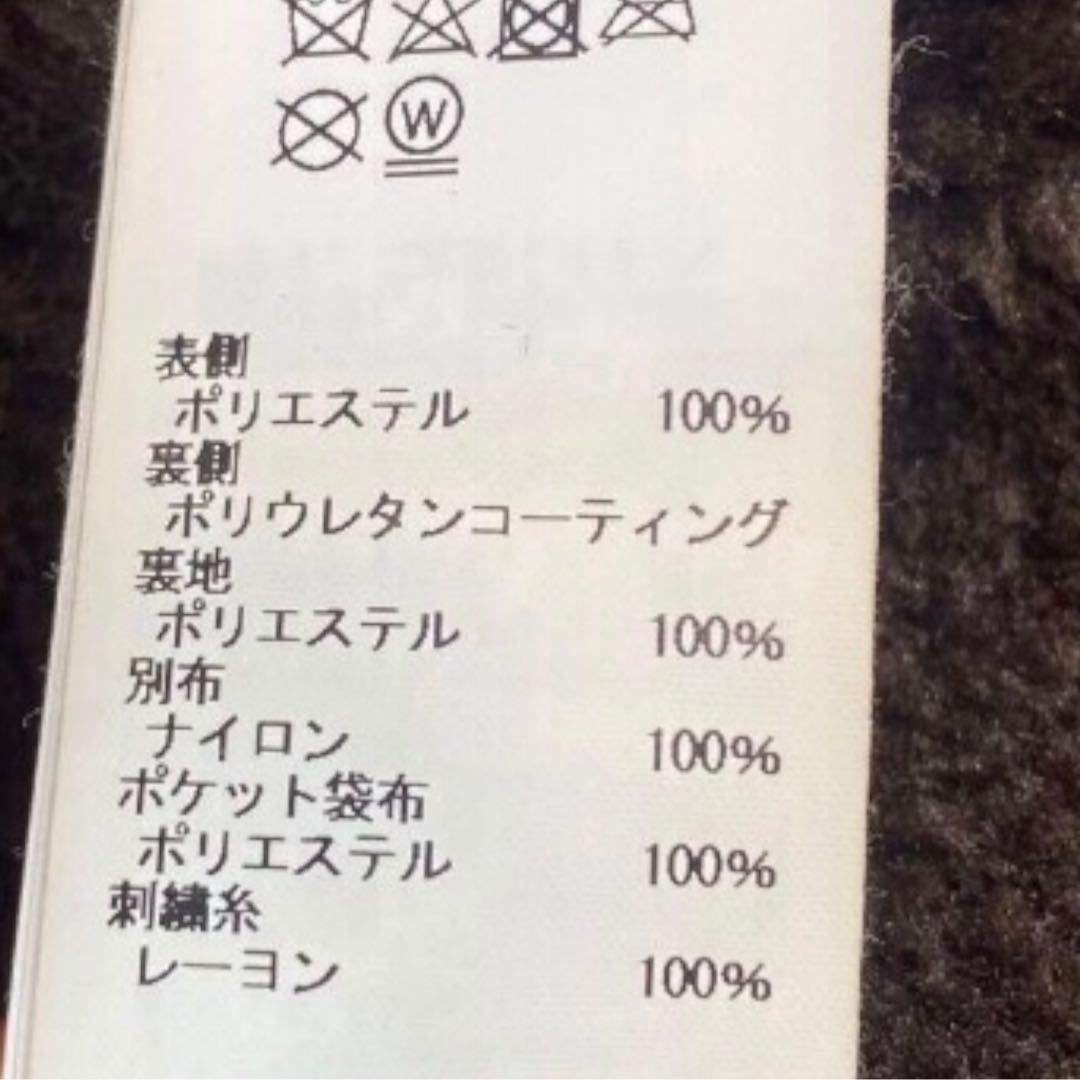 W
表側
ポリエステル 100%
裏側
ポリウレタンコーティング
裏地
ポリエステル 100%
別布
ナイロン 100%
ポケット袋布
ポリエステル 100%
刺繍糸
レーヨン 100%